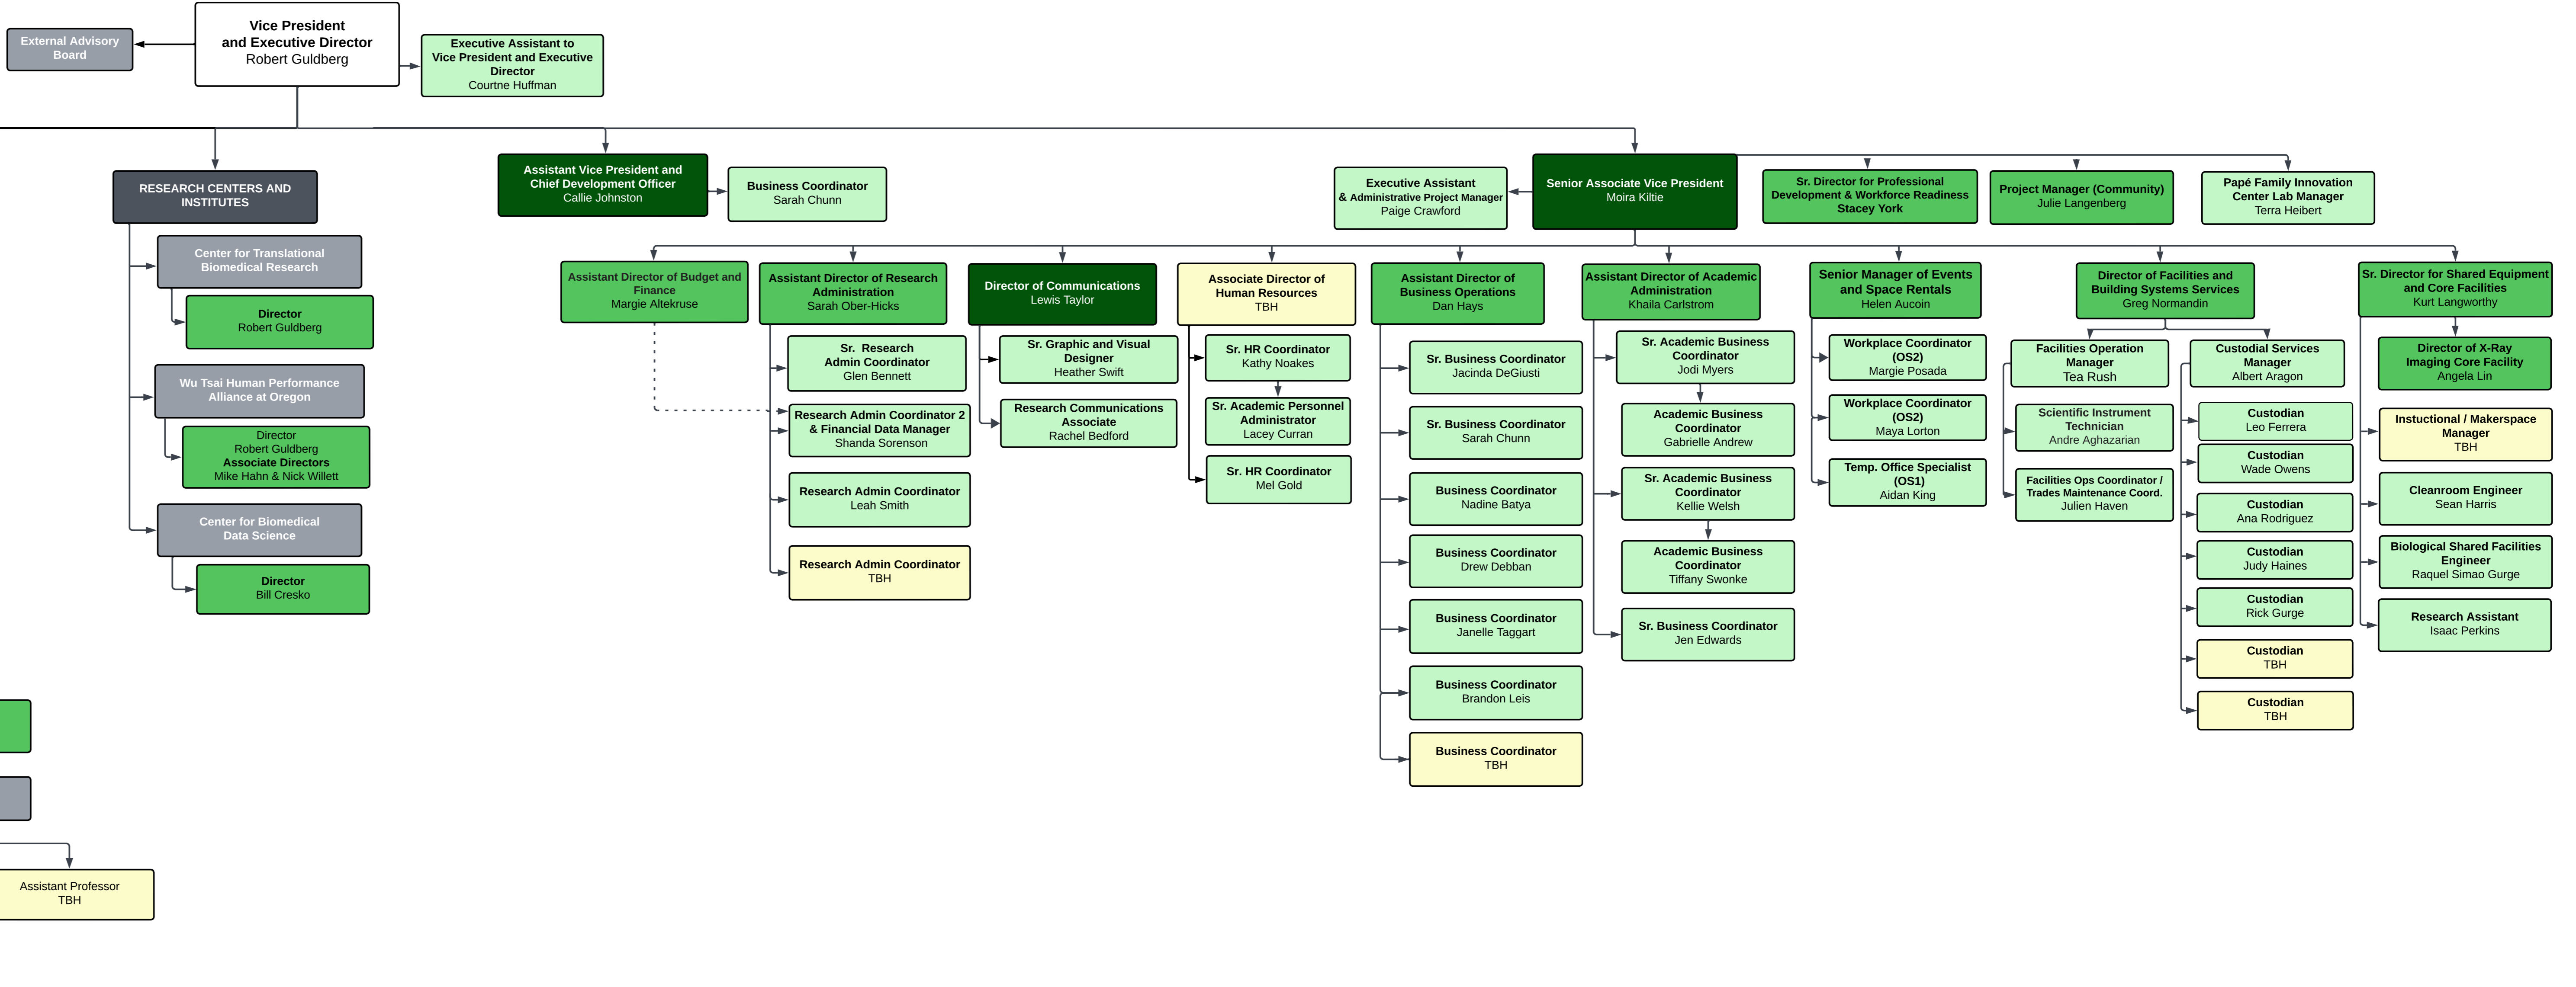 External Advisory
Board
Vice President
and Executive Director
Robert Guldberg
Executive Assistant to
Vice President and Executive
Director
Courtne Huffman
RESEARCH CENTERS AND
INSTITUTES
Assistant Vice President and
Chief Development Officer
Callie Johnston
Business Coordinator
Sarah Chunn
Executive Assistant
& Administrative Project Manager
Paige Crawford
Senior Associate Vice President
Moira Kiltie
Sr. Director for Professional
Development & Workforce Readiness
Stacey York
Project Manager (Community)
Julie Langenberg
Papé Family Innovation
Center Lab Manager
Terra Heibert
Center for Translational
Biomedical Research
Director
Robert Guldberg
Wu Tsai Human Performance
Alliance at Oregon
Director
Robert Guldberg
Associate Directors
Mike Hahn & Nick Willett
Center for Biomedical
Data Science
Director
Bill Cresko
Assistant Director of Budget and
Finance
Margie Altekruse
Assistant Director of Research
Administration
Sarah Ober-Hicks
Sr. Research
Admin Coordinator
Glen Bennett
Research Admin Coordinator 2
& Financial Data Manager
Shanda Sorenson
Research Admin Coordinator
Leah Smith
Research Admin Coordinator
TBH
Director of Communications
Lewis Taylor
Sr. Graphic and Visual
Designer
Heather Swift
Research Communications
Associate
Rachel Bedford
Associate Director of
Human Resources
TBH
Sr. HR Coordinator
Kathy Noakes
Sr. Academic Personnel
Administrator
Lacey Curran
Sr. HR Coordinator
Mel Gold
Assistant Director of
Business Operations
Dan Hays
Sr. Business Coordinator
Jacinda DeGiusti
Sr. Business Coordinator
Sarah Chunn
Business Coordinator
Nadine Batya
Business Coordinator
Drew Debban
Business Coordinator
Janelle Taggart
Business Coordinator
Brandon Leis
Business Coordinator
TBH
Assistant Director of Academic
Administration
Khaila Carlstrom
Sr. Academic Business
Coordinator
Jodi Myers
Academic Business
Coordinator
Gabrielle Andrew
Sr. Academic Business
Coordinator
Kellie Welsh
Academic Business
Coordinator
Tiffany Swonke
Sr. Business Coordinator
Jen Edwards
Senior Manager of Events
and Space Rentals
Helen Aucoin
Workplace Coordinator
(OS2)
Margie Posada
Workplace Coordinator
(OS2)
Maya Lorton
Temp. Office Specialist
(OS1)
Aidan King
Director of Facilities and
Building Systems Services
Greg Normandin
Facilities Operation
Manager
Tea Rush
Scientific Instrument
Technician
Andre Aghazarian
Facilities Ops Coordinator /
Trades Maintenance Coord.
Julien Haven
Custodial Services
Manager
Albert Aragon
Custodian
Leo Ferrera
Custodian
Wade Owens
Custodian
Ana Rodriguez
Custodian
Judy Haines
Custodian
Rick Gurge
Custodian
TBH
Custodian
TBH
Sr. Director for Shared Equipment
and Core Facilities
Kurt Langworthy
Director of X-Ray
Imaging Core Facility
Angela Lin
Instuctional / Makerspace
Manager
TBH
Cleanroom Engineer
Sean Harris
Biological Shared Facilities
Engineer
Raquel Simao Gurge
Research Assistant
Isaac Perkins
Assistant Professor
TBH